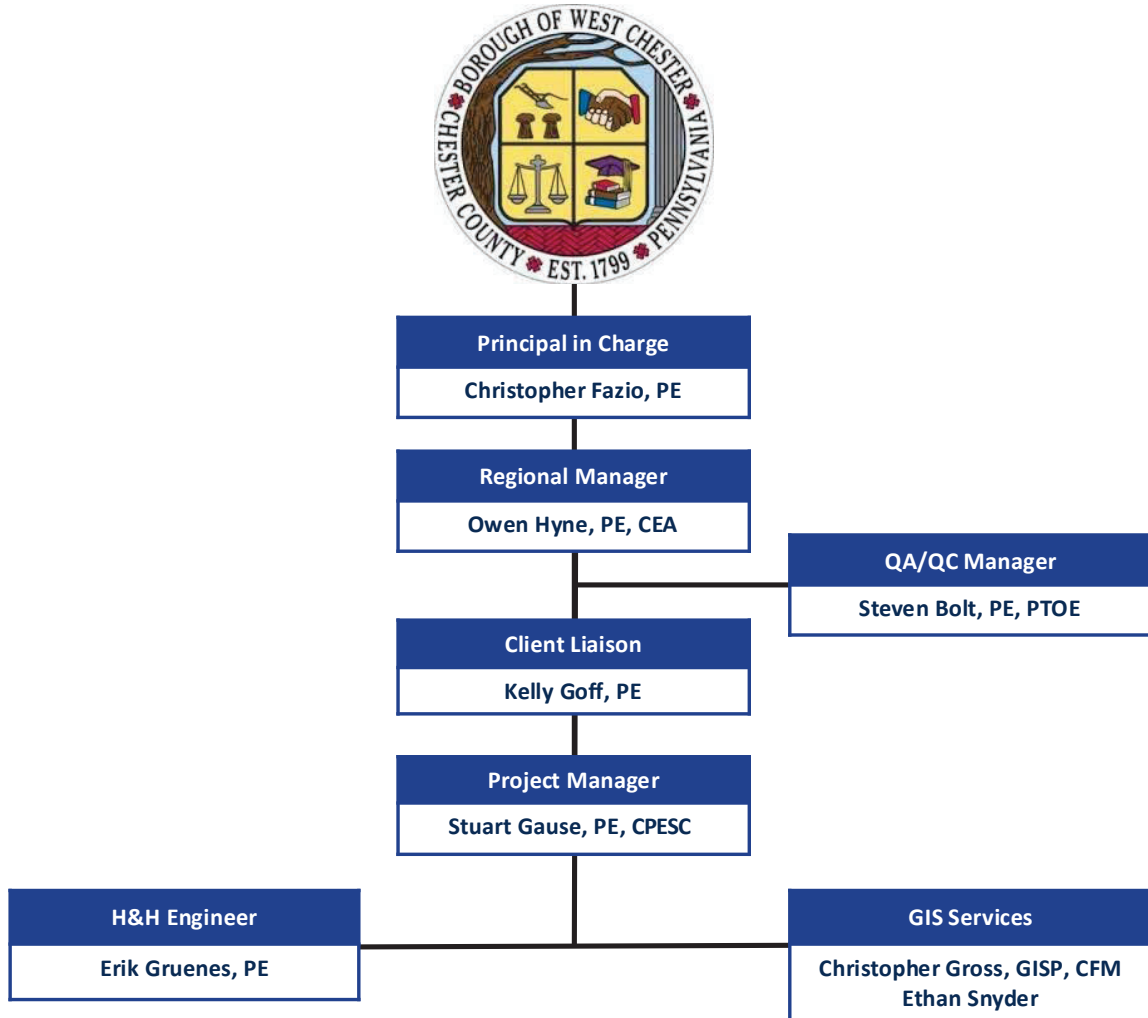 BOROUGH OF WEST CHESTER
PENNSYLVANIA
EST. 1799
CHESTER COUNTY
Principal in Charge
Christopher Fazio, PE
Regional Manager
Owen Hyne, PE, CEA
QA/QC Manager
Steven Bolt, PE, PTOE
Client Liaison
Kelly Goff, PE
Project Manager
Stuart Gause, PE, CPESC
H&H Engineer
Erik Gruenes, PE
GIS Services
Christopher Gross, GISP, CFM
Ethan Snyder